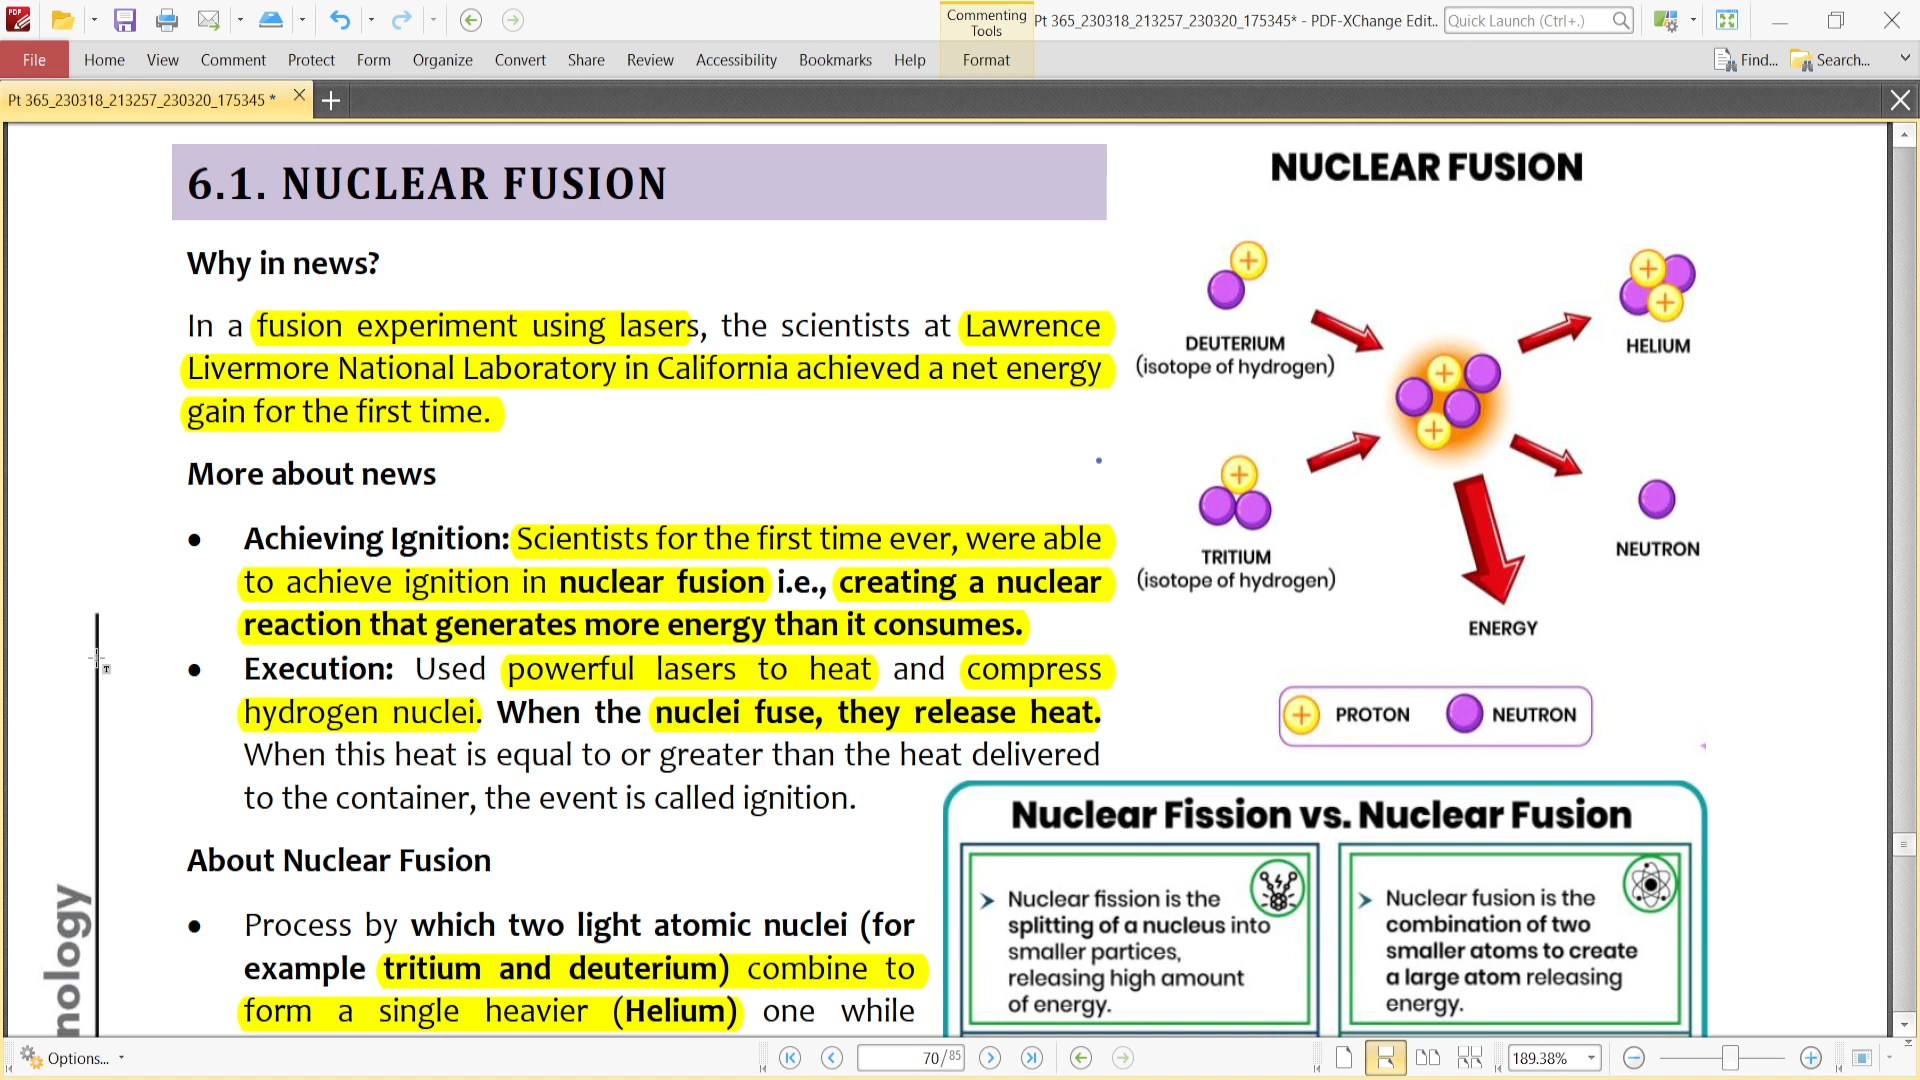 Commenting
Tools
Pt 365_230318_213257_230320_175345* - PDF-XChange Edit..
Quick Launch (Ctrl+.)
File
Home
View
Comment
Protect
Form
Organize
Convert
Share
Review
Accessibility
Bookmarks
Help
Format
Find...
Search...
Pt 365_230318_213257_230320_175345 *
6.1. NUCLEAR FUSION
Why in news?
In a fusion experiment using lasers, the scientists at Lawrence
Livermore National Laboratory in California achieved a net energy
gain for the first time.
More about news
• Achieving Ignition: Scientists for the first time ever, were able
to achieve ignition in nuclear fusion i.e., creating a nuclear
reaction that generates more energy than it consumes.
• Execution: Used powerful lasers to heat and compress
hydrogen nuclei. When the nuclei fuse, they release heat.
When this heat is equal to or greater than the heat delivered
to the container, the event is called ignition.
About Nuclear Fusion
• Process by which two light atomic nuclei (for
example tritium and deuterium) combine to
form a single heavier (Helium) one while
nology
NUCLEAR FUSION
DEUTERIUM
(isotope of hydrogen)
HELIUM
TRITIUM
(isotope of hydrogen)
NEUTRON
ENERGY
PROTON
NEUTRON
Nuclear Fission vs. Nuclear Fusion
Nuclear fission is the
splitting of a nucleus into
smaller partices,
releasing high amount
of energy.
Nuclear fusion is the
combination of two
smaller atoms to create
a large atom releasing
energy.
Options...
70/85
189.38%